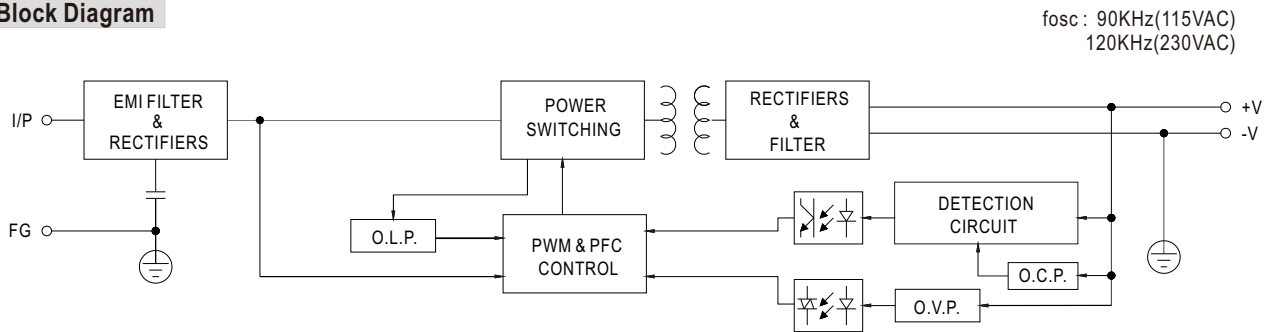 Block Diagram
fosc : 90KHz(115VAC)
120KHz(230VAC)
I/P
EMI FILTER
&
RECTIFIERS
POWER
SWITCHING
RECTIFIERS
&
FILTER
+V
-V
FG
O.L.P.
PWM & PFC
CONTROL
DETECTION
CIRCUIT
O.C.P.
O.V.P.